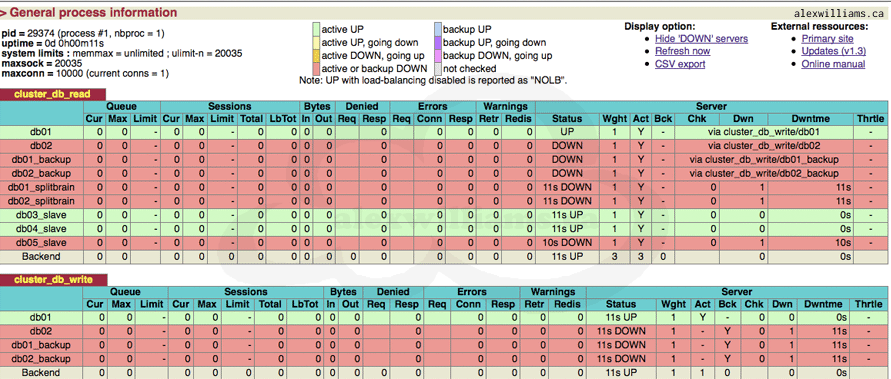 > General process information
alexwilliams.ca
pid = 29374 (process #1, nbproc = 1)
uptime = 0d 0h00m11s
system limits : memmax = unlimited ; ulimit-n = 20035
maxsock = 20035
maxconn = 10000 (current conns = 1)
active UP backup UP
active UP, going down backup UP, going down
active DOWN, going up backup DOWN, going up
active or backup DOWN not checked
Note: UP with load-balancing disabled is reported as "NOLB".
Display option:
Hide 'DOWN' servers
Refresh now
CSV export
External resources:
Primary site
Updates (v1.3)
Online manual
cluster_db_read
Queue Sessions Bytes Denied Errors Warnings Server
Cur Max Limit Cur Max Limit Total LbTot In Out Req Resp Req Conn Resp Retr Redis Status Wght Act Bck Chk Dwn Dwntme Thrtle
db01 0 0 - 0 0 - 0 0 0 0 0 0 0 0 0 UP 1 Y - via cluster_db_write/db01 -
db02 0 0 - 0 0 - 0 0 0 0 0 0 0 0 0 DOWN 1 Y - via cluster_db_write/db02 -
db01_backup 0 0 - 0 0 - 0 0 0 0 0 0 0 0 0 DOWN 1 Y - via cluster_db_write/db01_backup -
db02_backup 0 0 - 0 0 - 0 0 0 0 0 0 0 0 0 DOWN 1 Y - via cluster_db_write/db02_backup -
db01_splitbrain 0 0 - 0 0 - 0 0 0 0 0 0 0 0 0 11s DOWN 1 Y - 0 1 11s -
db02_splitbrain 0 0 - 0 0 - 0 0 0 0 0 0 0 0 0 11s DOWN 1 Y - 0 1 11s -
db03_slave 0 0 - 0 0 - 0 0 0 0 0 0 0 0 0 11s UP 1 Y - 0 0 0s -
db04_slave 0 0 - 0 0 - 0 0 0 0 0 0 0 0 0 11s UP 1 Y - 0 0 0s -
db05_slave 0 0 - 0 0 - 0 0 0 0 0 0 0 0 0 10s DOWN 1 Y - 0 1 10s -
Backend 0 0 0 0 0 0 0 0 0 0 0 0 0 0 0 11s UP 3 3 0 0 0s
cluster_db_write
Queue Sessions Bytes Denied Errors Warnings Server
Cur Max Limit Cur Max Limit Total LbTot In Out Req Resp Req Conn Resp Retr Redis Status Wght Act Bck Chk Dwn Dwntme Thrtle
db01 0 0 - 0 0 - 0 0 0 0 0 0 0 0 0 11s UP 1 Y - 0 0 0s -
db02 0 0 - 0 0 - 0 0 0 0 0 0 0 0 0 11s DOWN 1 - Y 0 1 11s -
db01_backup 0 0 - 0 0 - 0 0 0 0 0 0 0 0 0 11s DOWN 1 - Y 0 1 11s -
db02_backup 0 0 - 0 0 - 0 0 0 0 0 0 0 0 0 11s DOWN 1 - Y 0 1 11s -
Backend 0 0 0 0 0 0 0 0 0 0 0 0 0 0 0 11s UP 1 1 0 0 0s